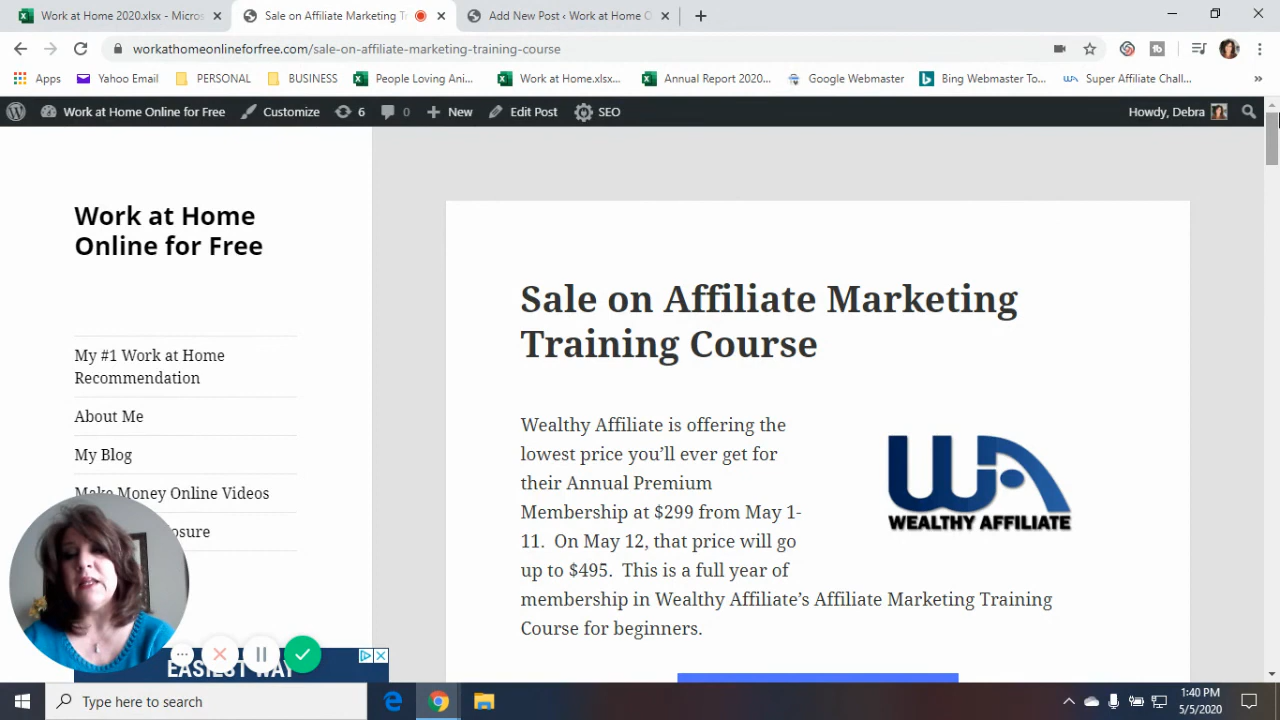 Work at Home 2020.xlsx - Micros
Sale on Affiliate Marketing Tr
Add New Post ‹ Work at Home O
workathomeonlineforfree.com/sale-on-affiliate-marketing-training-course
Apps
Yahoo Email
PERSONAL
BUSINESS
People Loving Ani...
Work at Home.xlsx...
Annual Report 2020...
Google Webmaster
Bing Webmaster To...
Super Affiliate Chall...
»
Work at Home Online for Free
Customize
6
0
New
Edit Post
SEO
Howdy, Debra
Work at Home
Online for Free
My #1 Work at Home
Recommendation
About Me
My Blog
Make Money Online Videos
osure
EASIEST WAY
Sale on Affiliate Marketing
Training Course
Wealthy Affiliate is offering the
lowest price you’ll ever get for
their Annual Premium
Membership at $299 from May 1-
11. On May 12, that price will go
up to $495. This is a full year of
membership in Wealthy Affiliate’s Affiliate Marketing Training
Course for beginners.
WA
WEALTHY AFFILIATE
Type here to search
1:40 PM
5/5/2020